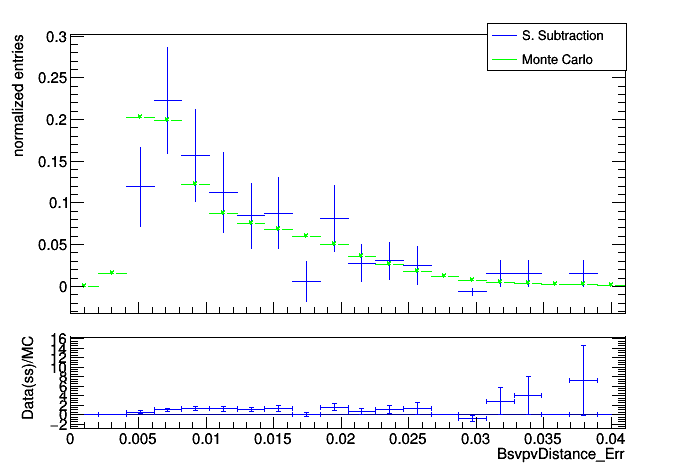 S. Subtraction
Monte Carlo
normalized entries
0.3
0.25
0.2
0.15
0.1
0.05
0
Data(ss)/MC
16
14
12
10
8
6
4
2
0
−2
0 0.005 0.01 0.015 0.02 0.025 0.03 0.035 0.04
BsvpvDistance_Err